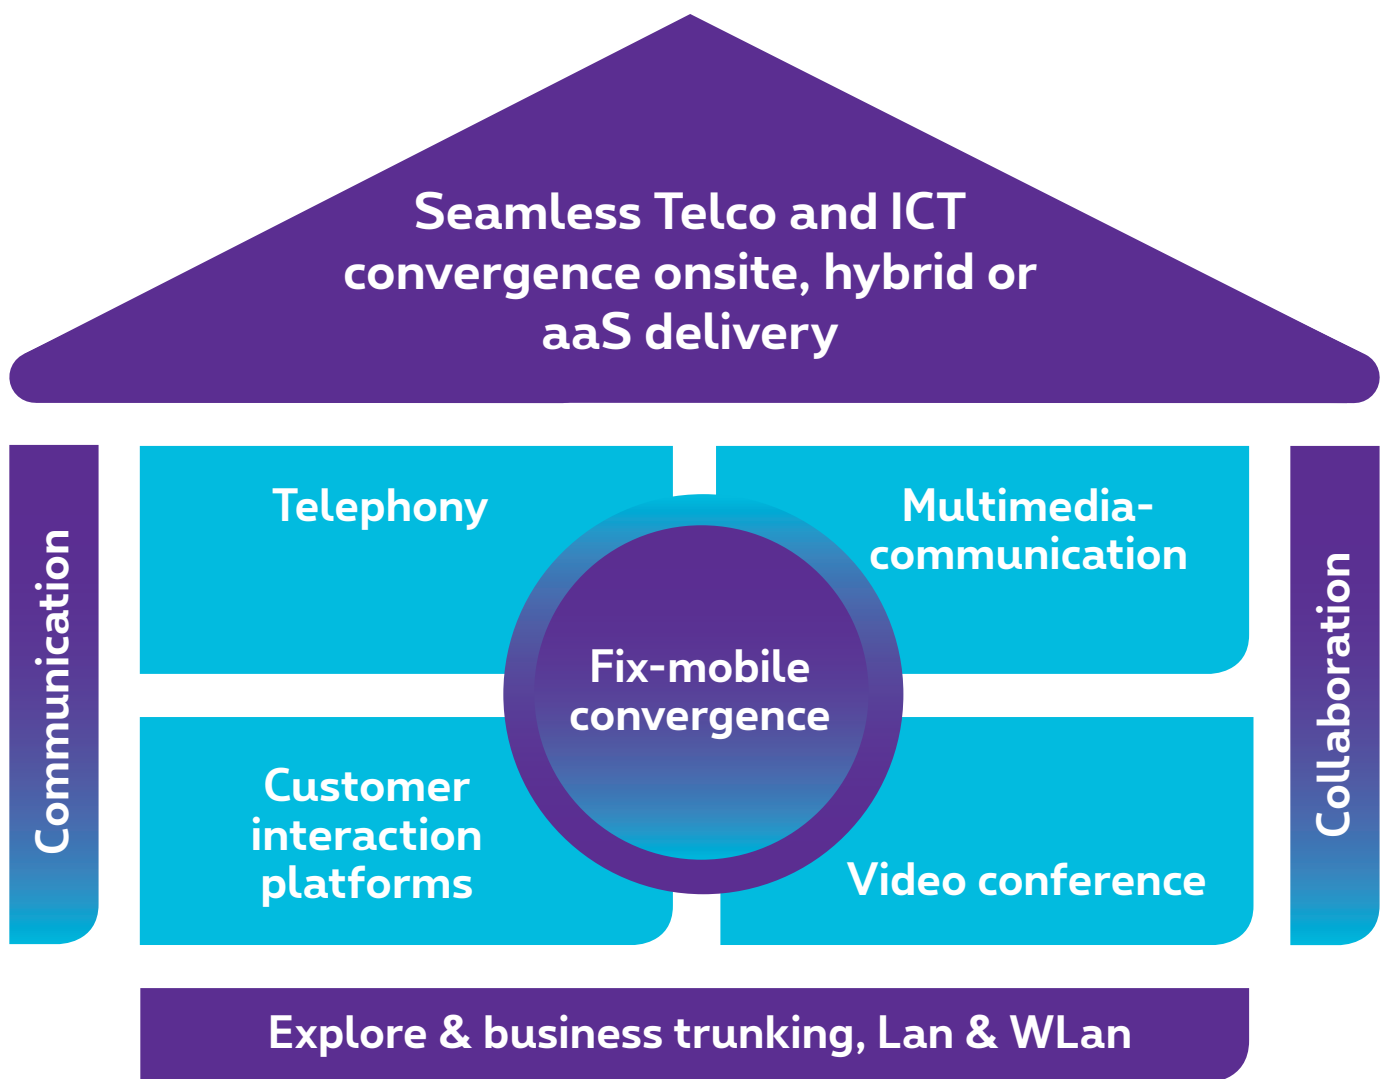 Seamless Telco and ICT
convergence onsite, hybrid or
aaS delivery
Communication
Telephony
Multimedia-
communication
Fix-mobile
convergence
Customer
interaction
platforms
Video conference
Collaboration
Explore & business trunking, Lan & WLan